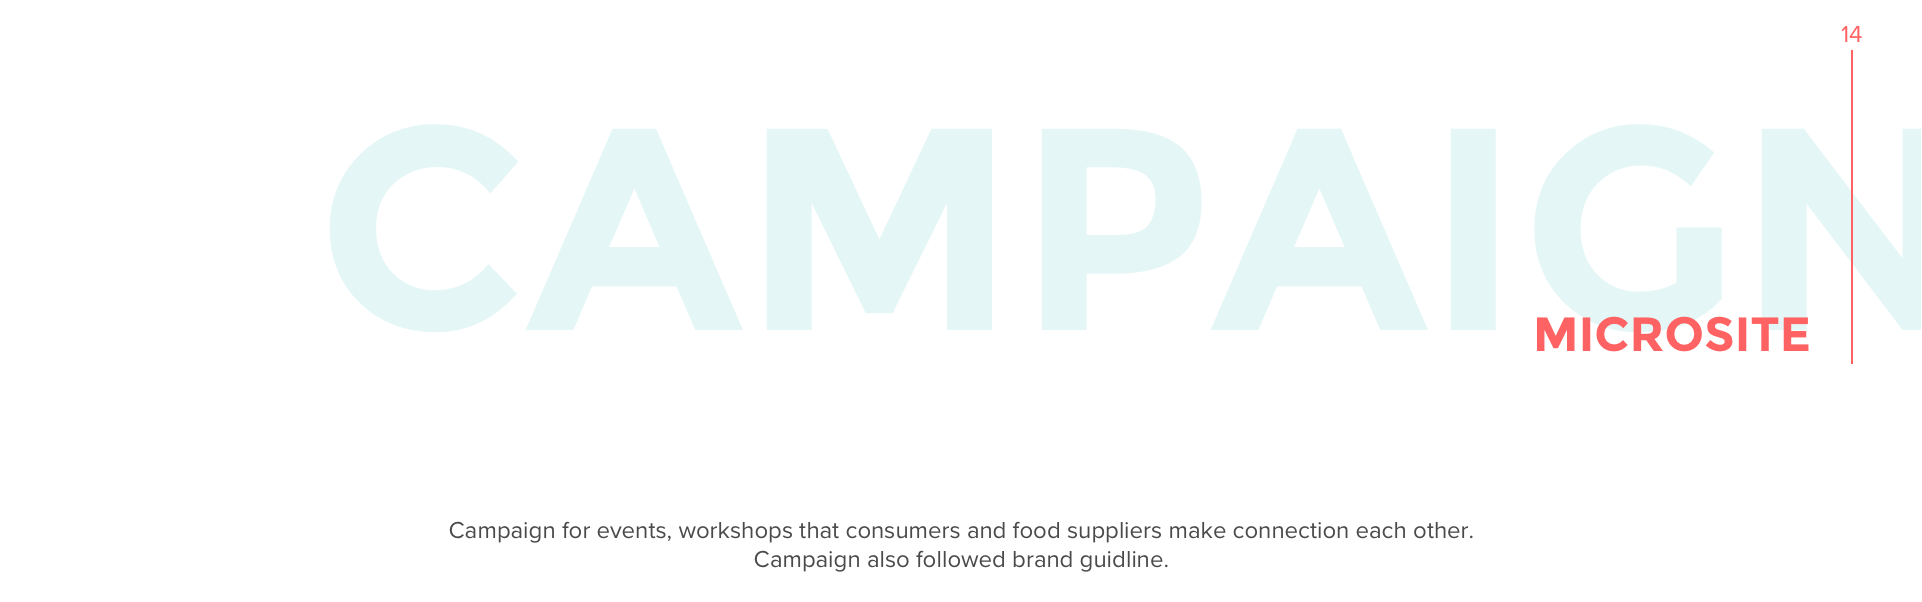 14
CAMPAIGN
MICROSITE
Campaign for events, workshops that consumers and food suppliers make connection each other.
Campaign also followed brand guidline.